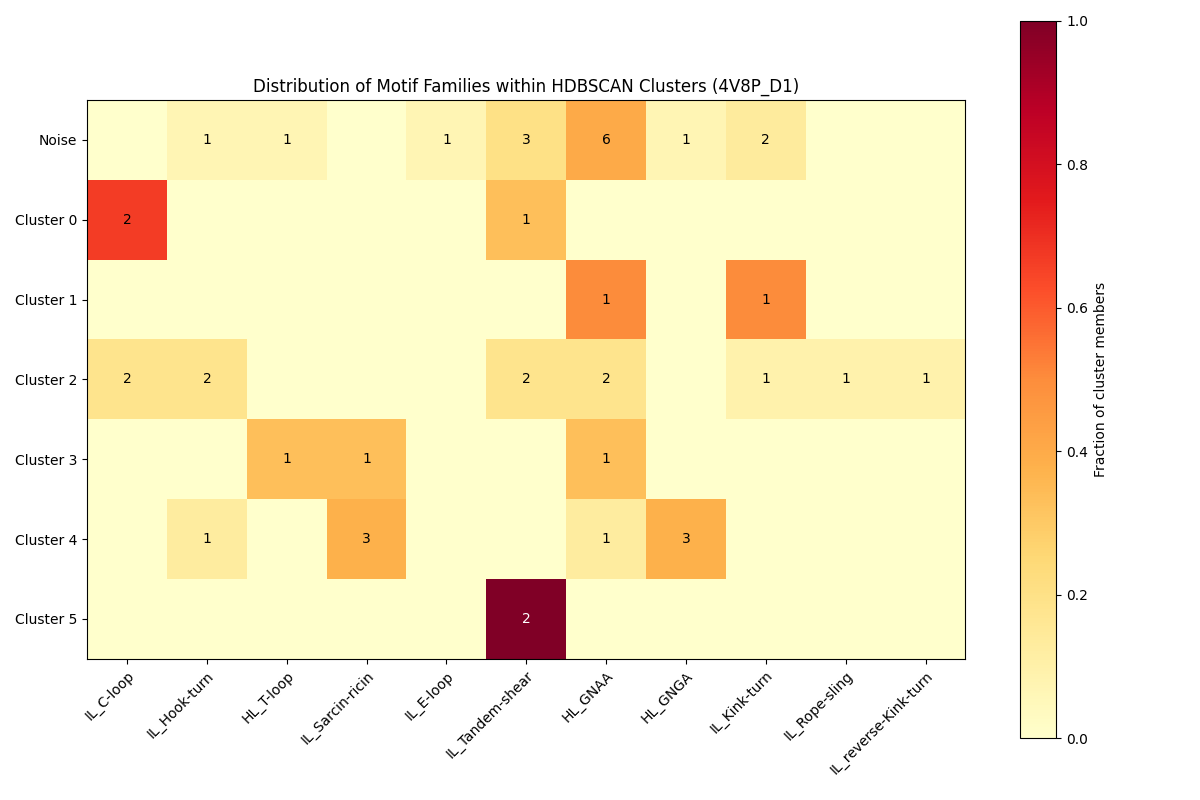 Distribution of Motif Families within HDBSCAN Clusters (4V8P_D1)
Noise 1 1 1 3 6 1 2
Cluster 0 2 1
Cluster 1 1 1
Cluster 2 2 2 2 2 1 1 1
Cluster 3 1 1 1
Cluster 4 1 3 1 3
Cluster 5 2
IL_C-loop
IL_Hook-turn
HL_T-loop
IL_Sarcin-ricin
IL_E-loop
IL_Tandem-shear
HL_GNAA
HL_GNGA
IL_Kink-turn
IL_Rope-sling
IL_reverse-Kink-turn
1.0
0.8
0.6
0.4
0.2
0.0
Fraction of cluster members